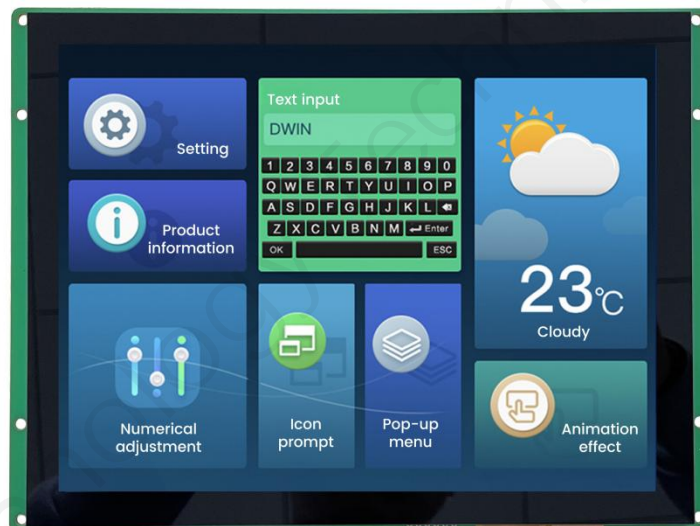 Setting
Product
information
Text input
DWIN
1 2 3 4 5 6 7 8 9 0
Q W E R T Y U I O P
A S D F G H J K L
Z X C V B N M Enter
OK ESC
23°C
Cloudy
Numerical
adjustment
Icon
prompt
Pop-up
menu
Animation
effect